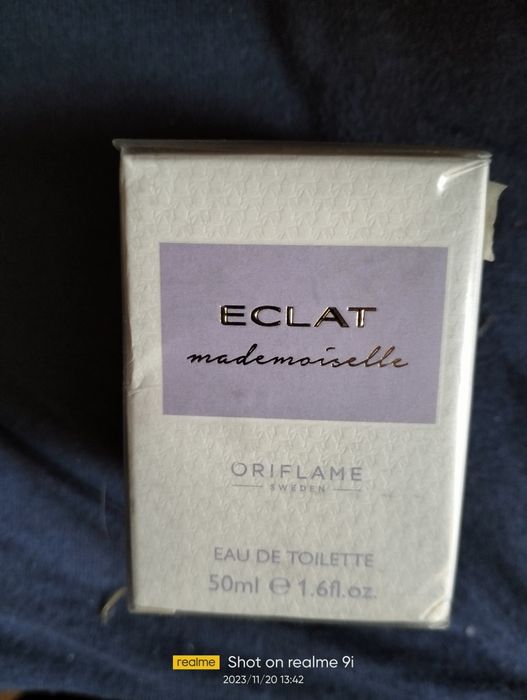 ECLAT
mademoiselle
ORIFLAME
SWEDEN
EAU DE TOILETTE
50ml ℮ 1.6fl.oz.
realme Shot on realme 9i
2023/11/20 13:42